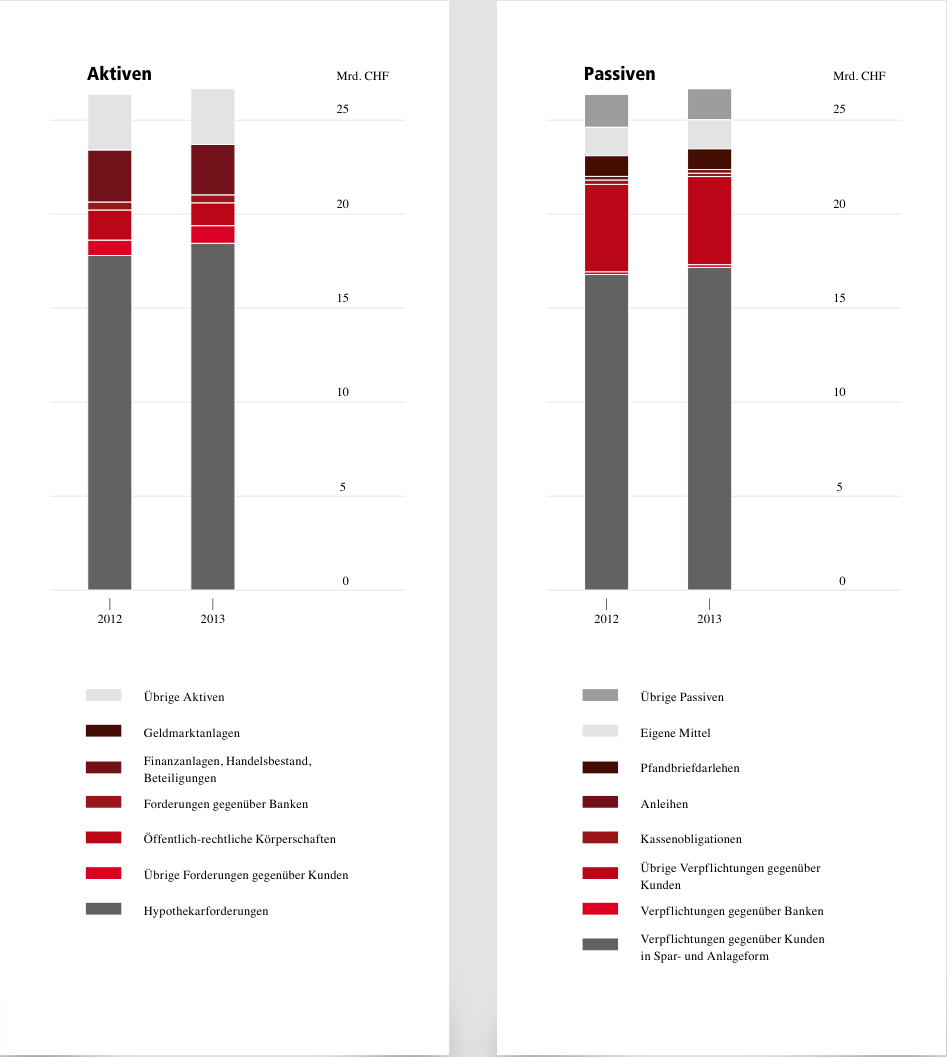 Aktiven
Mrd. CHF
25
20
15
10
5
0
2012
2013
Übrige Aktiven
Geldmarktanlagen
Finanzanlagen, Handelsbestand,
Beteiligungen
Forderungen gegenüber Banken
Öffentlich-rechtliche Körperschaften
Übrige Forderungen gegenüber Kunden
Hypothekarforderungen
Passiven
Mrd. CHF
25
20
15
10
5
0
2012
2013
Übrige Passiven
Eigene Mittel
Pfandbriefdarlehen
Anleihen
Kassenobligationen
Übrige Verpflichtungen gegenüber
Kunden
Verpflichtungen gegenüber Banken
Verpflichtungen gegenüber Kunden
in Spar- und Anlageform